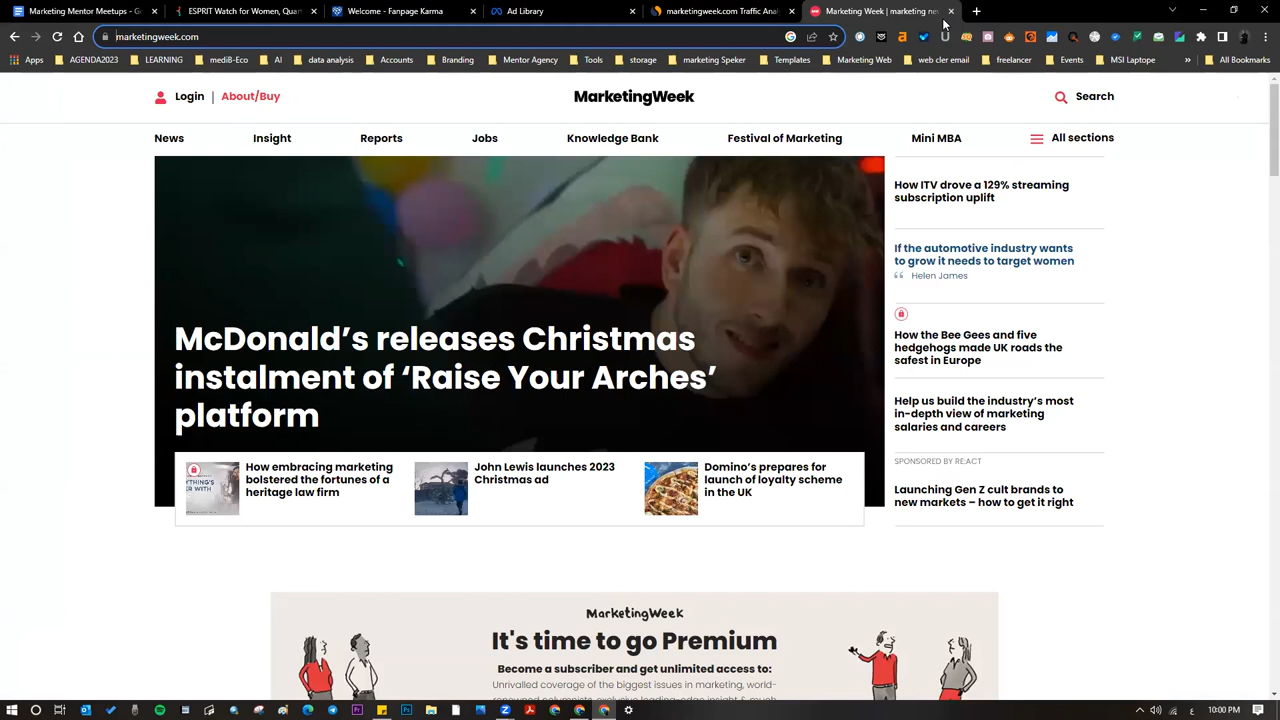 Marketing Mentor Meetups - G
ESPRIT Watch for Women, Quar
Welcome - Fanpage Karma
Ad Library
marketingweek.com Traffic Anal
Marketing Week | marketing ne
marketingweek.com
Apps
AGENDA2023
LEARNING
mediB-Eco
AI
data analysis
Accounts
Branding
Mentor Agency
Tools
storage
marketing Speker
Templates
Marketing Web
web cler email
freelancer
Events
MSI Laptope
»
All Bookmarks
Login | About/Buy
MarketingWeek
Search
News
Insight
Reports
Jobs
Knowledge Bank
Festival of Marketing
Mini MBA
All sections
McDonald's releases Christmas
instalment of 'Raise Your Arches'
platform
How embracing marketing
bolstered the fortunes of a
heritage law firm
John Lewis launches 2023
Christmas ad
Domino's prepares for
launch of loyalty scheme
in the UK
How ITV drove a 129% streaming
subscription uplift
If the automotive industry wants
to grow it needs to target women
Helen James
How the Bee Gees and five
hedgehogs made UK roads the
safest in Europe
Help us build the industry's most
in-depth view of marketing
salaries and careers
SPONSORED BY RE:ACT
Launching Gen Z cult brands to
new markets – how to get it right
MarketingWeek
It's time to go Premium
Become a subscriber and get unlimited access to:
Unrivalled coverage of the biggest issues in marketing, world-
10:00 PM